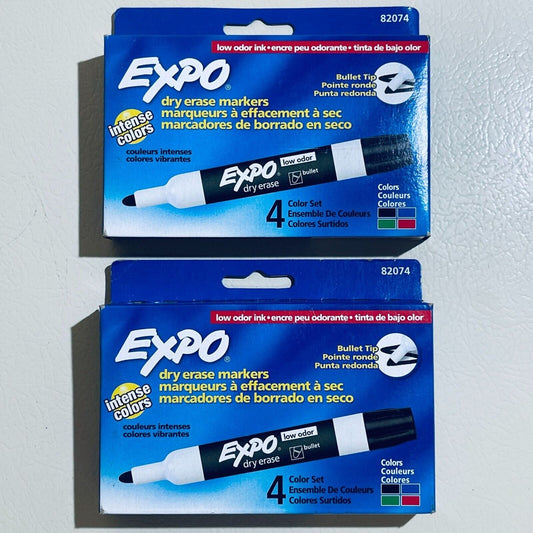 82074
low odor ink • encre peu odorante • tinta de bajo olor
EXPO®
Bullet Tip
Pointe ronde
Punta redonda
dry erase markers
marqueurs à effacement à sec
marcadores de borrado en seco
intense
colors
couleurs intenses
colores vibrantes
EXPO low odor
dry erase bullet
4 Color Set
Ensemble De Couleurs
Colores Surtidos
Colors
Couleurs
Colores
82074
low odor ink • encre peu odorante • tinta de bajo olor
EXPO®
Bullet Tip
Pointe ronde
Punta redonda
dry erase markers
marqueurs à effacement à sec
marcadores de borrado en seco
intense
colors
couleurs intenses
colores vibrantes
EXPO low odor
dry erase bullet
4 Color Set
Ensemble De Couleurs
Colores Surtidos
Colors
Couleurs
Colores